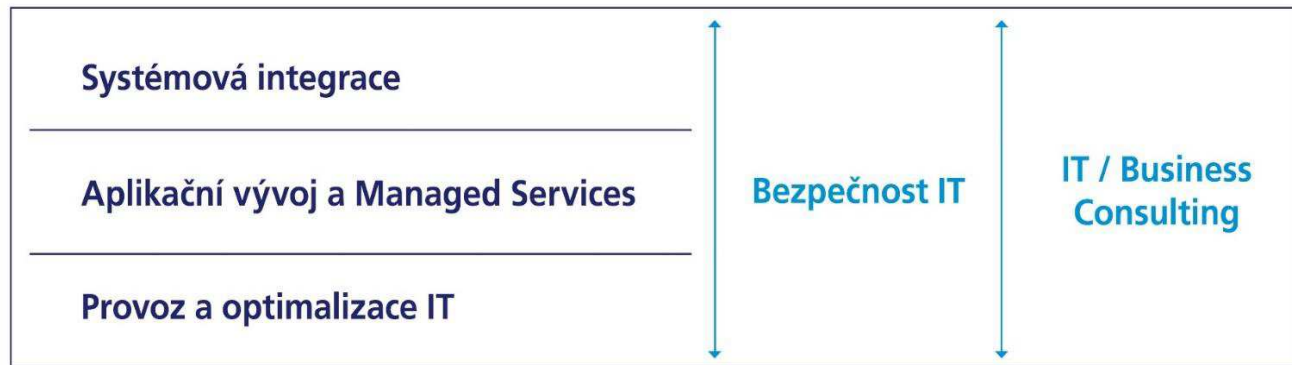 Systémová integrace
Aplikační vývoj a Managed Services
Provoz a optimalizace IT
Bezpečnost IT
IT / Business
Consulting